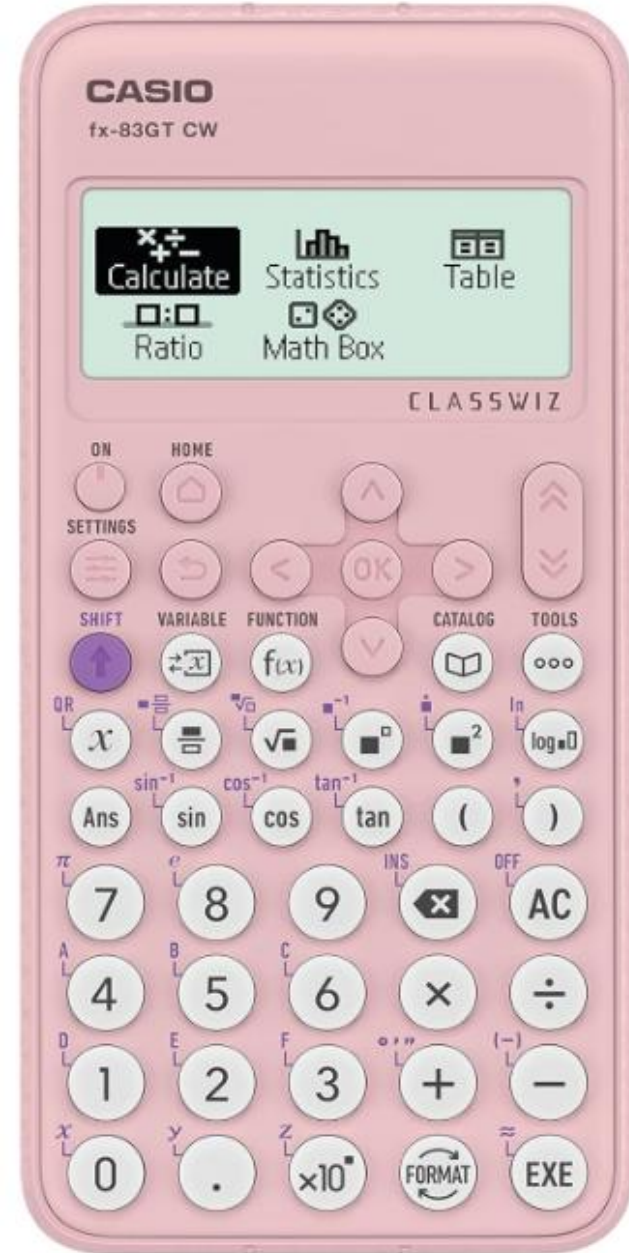 CASIO
fx-83GT CW
Calculate Statistics Table
Ratio Math Box
CLASSWIZ
ON HOME
SETTINGS
OK
SHIFT VARIABLE FUNCTION CATALOG TOOLS
x f(x)
QR ■√□ ■⁻¹ ln
x √■ ■□ ■² log■□
sin⁻¹ cos⁻¹ tan⁻¹ ,
Ans sin cos tan ( )
π e INS OFF
7 8 9 AC
A B C
4 5 6 × ÷
D E F ° ′ ″ (−)
1 2 3 + −
x y z ≈
0 . ×10■ FORMAT EXE